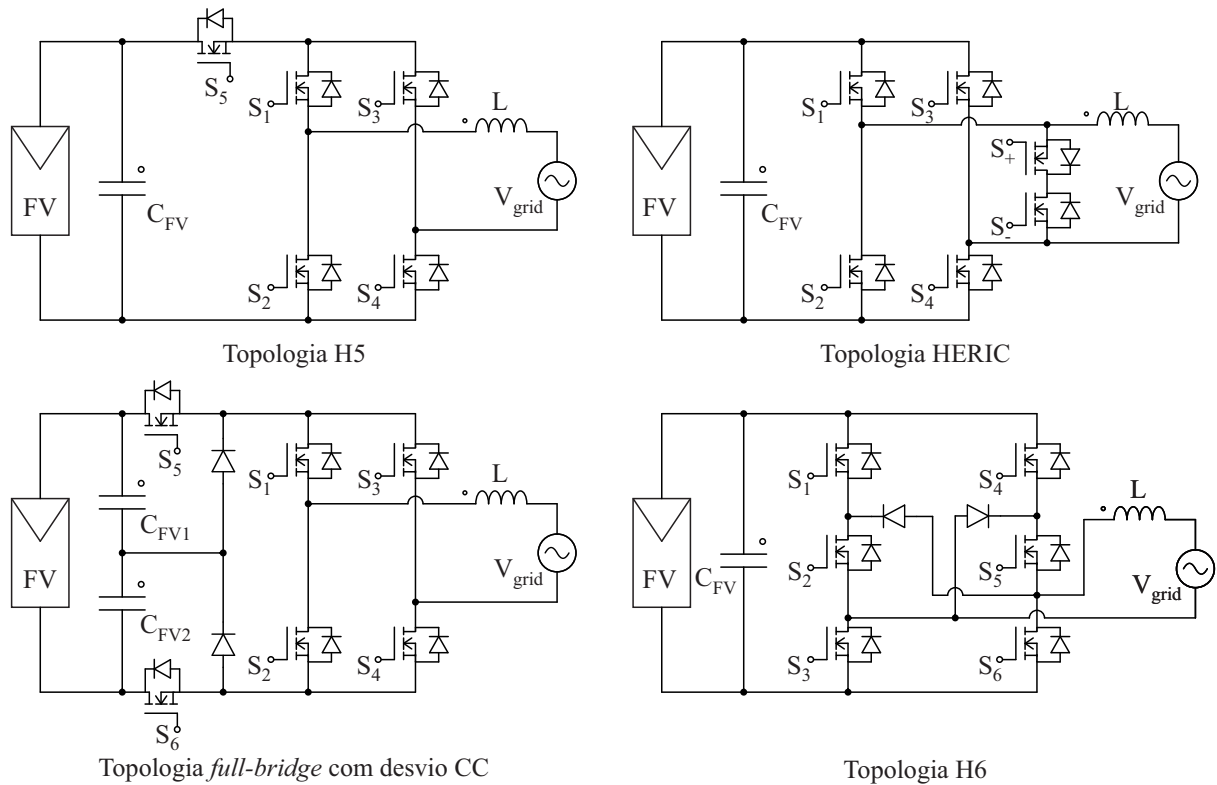 S5
S1
S3
L
FV
CFV
Vgrid
S2
S4
Topologia H5
S1
S3
L
S+
FV
CFV
Vgrid
S-
S2
S4
Topologia HERIC
S5
S1
S3
L
CFV1
FV
Vgrid
CFV2
S2
S4
S6
Topologia full-bridge com desvio CC
S1
S4
L
FV
CFV
S2
S5
Vgrid
S3
S6
Topologia H6